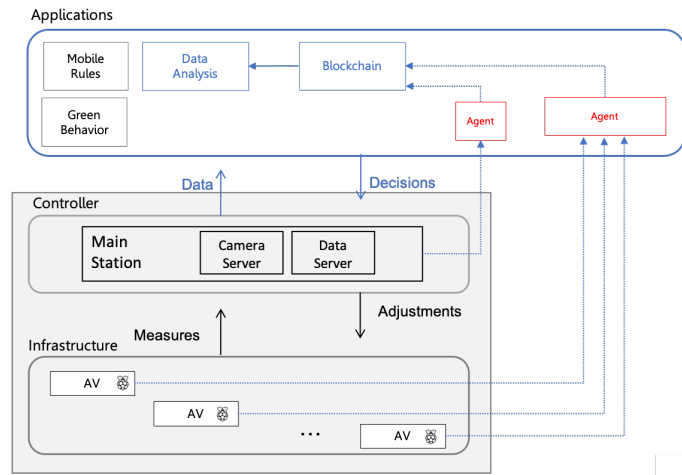 Applications
Mobile
Rules
Data
Analysis
Blockchain
Green
Behavior
Agent
Agent
Data
Decisions
Controller
Main
Station
Camera
Server
Data
Server
Measures
Adjustments
Infrastructure
AV
AV
...
AV